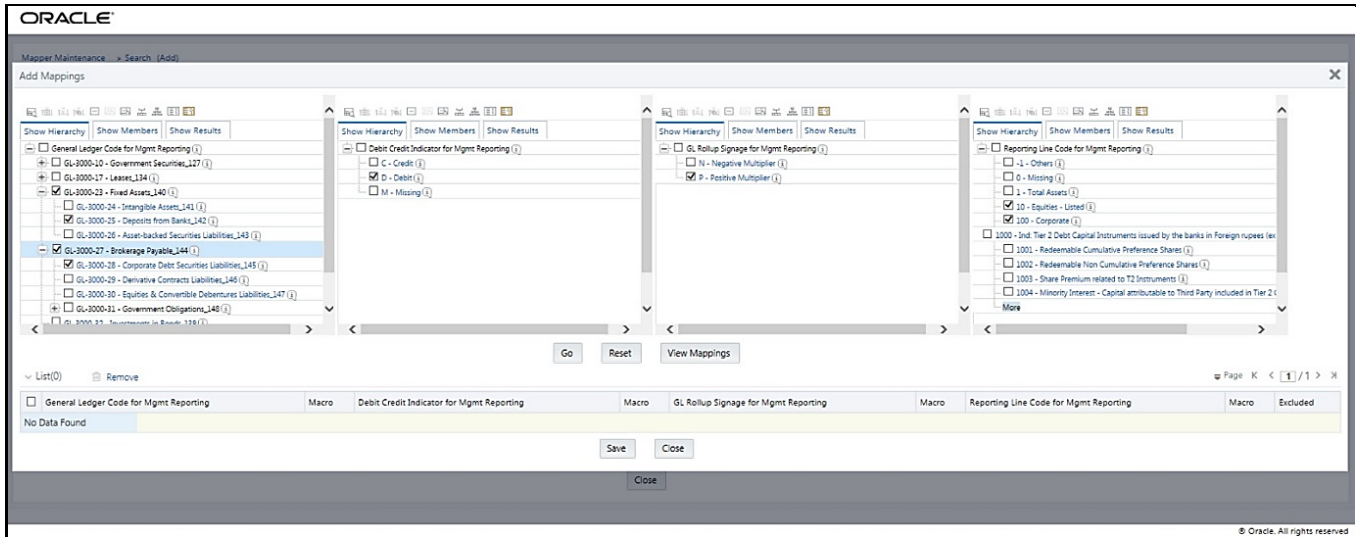 ORACLE
Mapper Maintenance > Search (Add)
Add Mappings
Show Hierarchy Show Members Show Results
General Ledger Code for Mgmt Reporting
GL-3000-10 - Government Securities_127
GL-3000-17 - Leases_134
GL-3000-23 - Fixed Assets_140
GL-3000-24 - Intangible Assets_141
GL-3000-25 - Deposits from Banks_142
GL-3000-26 - Asset-backed Securities Liabilities_143
GL-3000-27 - Brokerage Payable_144
GL-3000-28 - Corporate Debt Securities Liabilities_145
GL-3000-29 - Derivative Contracts Liabilities_146
GL-3000-30 - Equities & Convertible Debentures Liabilities_147
GL-3000-31 - Government Obligations_148
GL-3000-32 - Investments in Bonds_139
Show Hierarchy Show Members Show Results
Debit Credit Indicator for Mgmt Reporting
C - Credit
D - Debit
M - Missing
Show Hierarchy Show Members Show Results
GL Rollup Signage for Mgmt Reporting
N - Negative Multiplier
P - Positive Multiplier
Show Hierarchy Show Members Show Results
Reporting Line Code for Mgmt Reporting
-1 - Others
0 - Missing
1 - Total Assets
10 - Equities - Listed
100 - Corporate
1000 - Ind: Tier 2 Debt Capital Instruments issued by the banks in Foreign rupees (ex
1001 - Redeemable Cumulative Preference Shares
1002 - Redeemable Non Cumulative Preference Shares
1003 - Share Premium related to T2 Instruments
1004 - Minority Interest - Capital attributable to Third Party included in Tier 2 C
More
Go Reset View Mappings
List(0) Remove Page 1 / 1
General Ledger Code for Mgmt Reporting Macro Debit Credit Indicator for Mgmt Reporting Macro GL Rollup Signage for Mgmt Reporting Macro Reporting Line Code for Mgmt Reporting Macro Excluded
No Data Found
Save Close
Close
© Oracle. All rights reserved